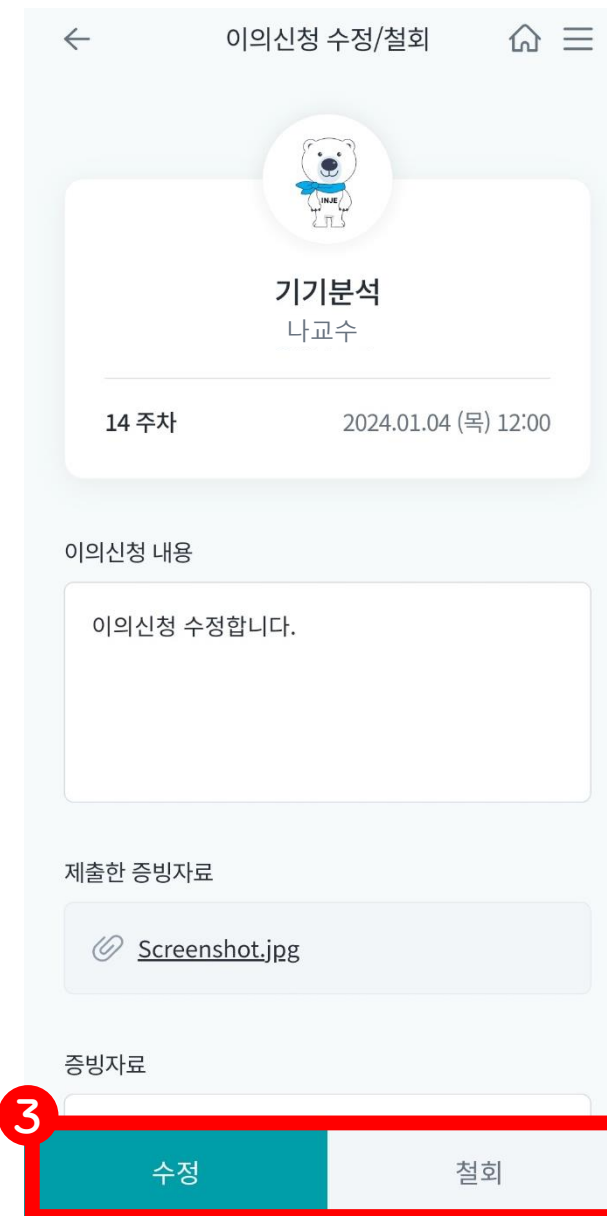 이의신청 수정/철회
INJE
기기분석
나교수
14 주차 2024.01.04 (목) 12:00
이의신청 내용
이의신청 수정합니다.
제출한 증빙자료
Screenshot.jpg
증빙자료
3
수정 철회